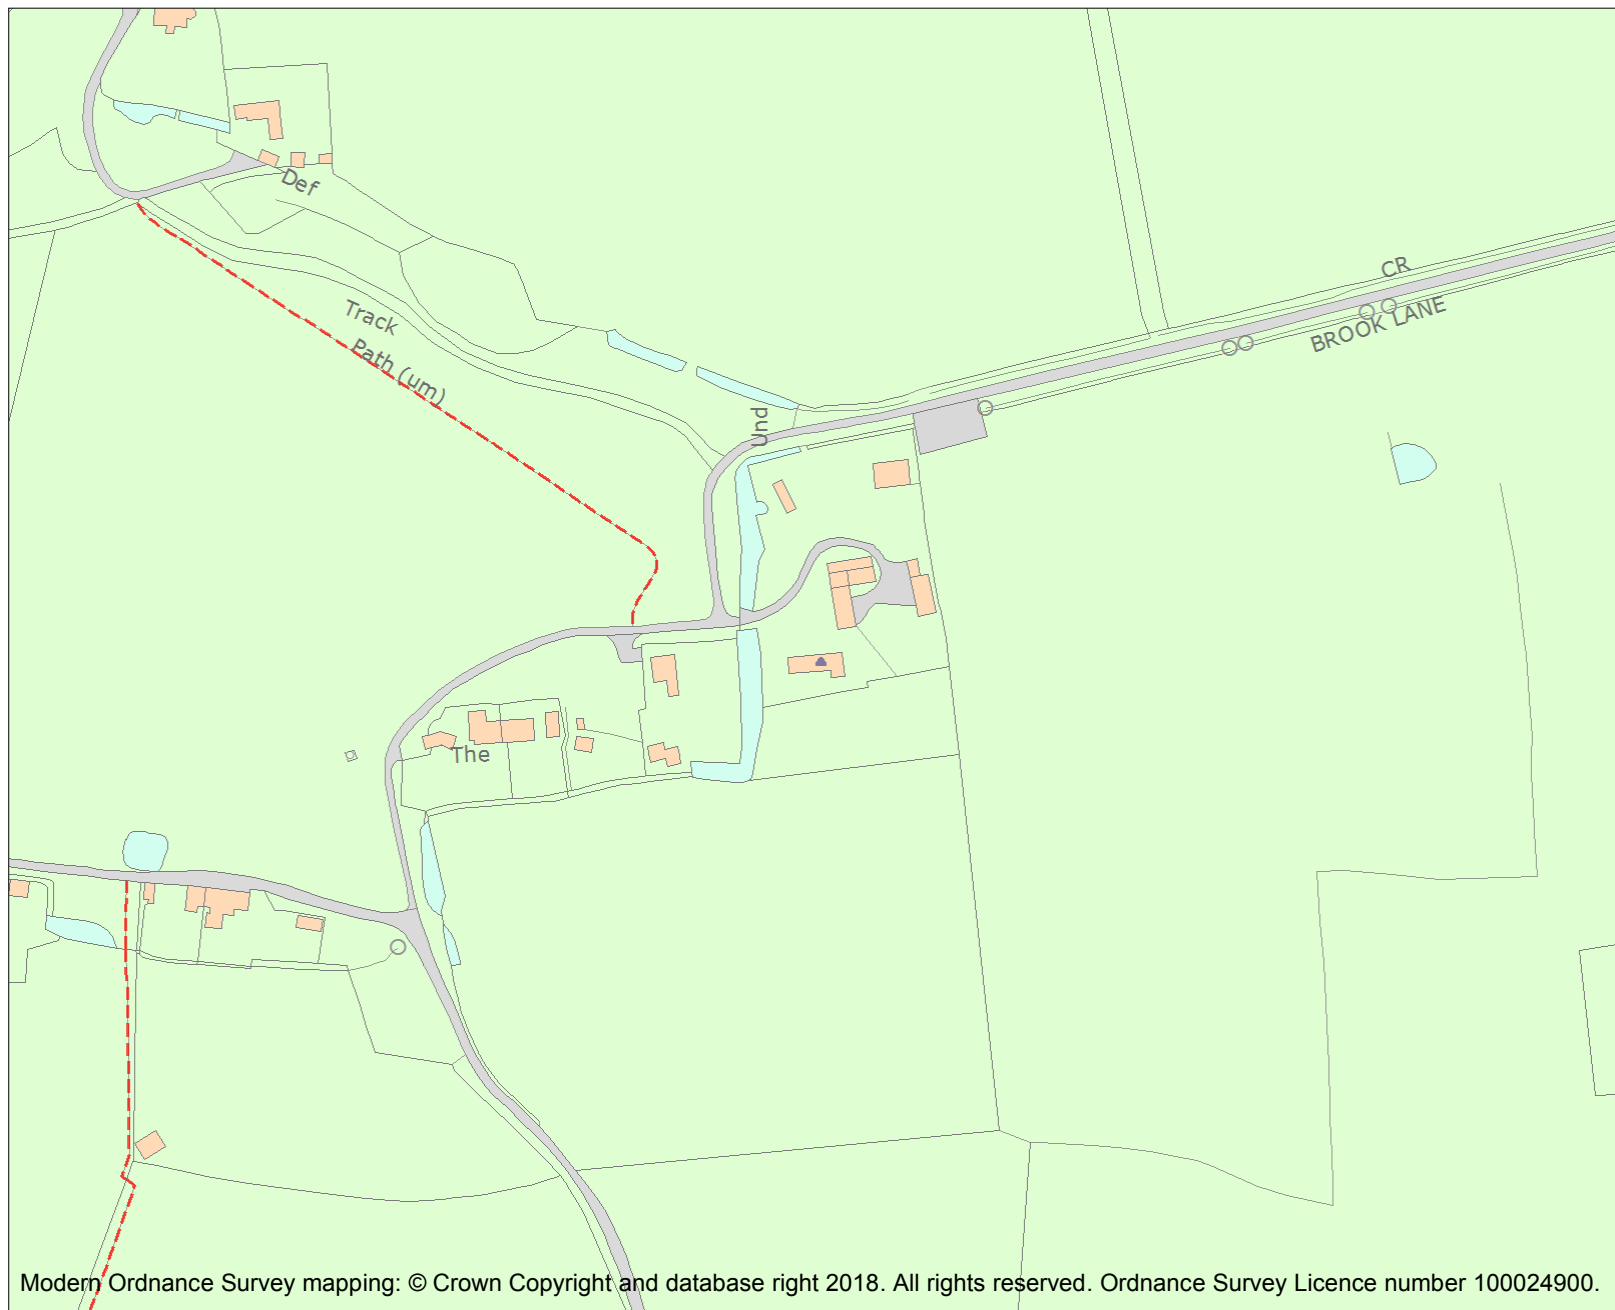 Def
CR
Track
BROOK LANE
Path (um)
Und
The
Modern Ordnance Survey mapping: © Crown Copyright and database right 2018. All rights reserved. Ordnance Survey Licence number 100024900.